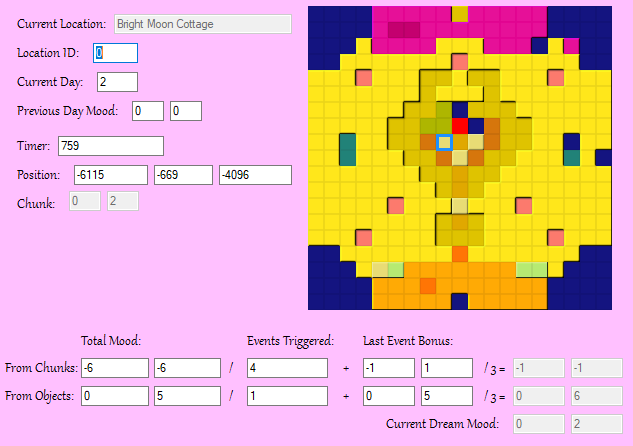 Current Location: Bright Moon Cottage
Location ID: 0
Current Day: 2
Previous Day Mood: 0 0
Timer: 759
Position: -6115 -669 -4096
Chunk: 0 2
Total Mood: Events Triggered: Last Event Bonus:
From Chunks: -6 -6 / 4 + -1 1 / 3 = -1 -1
From Objects: 0 5 / 1 + 0 5 / 3 = 0 6
Current Dream Mood: 0 2